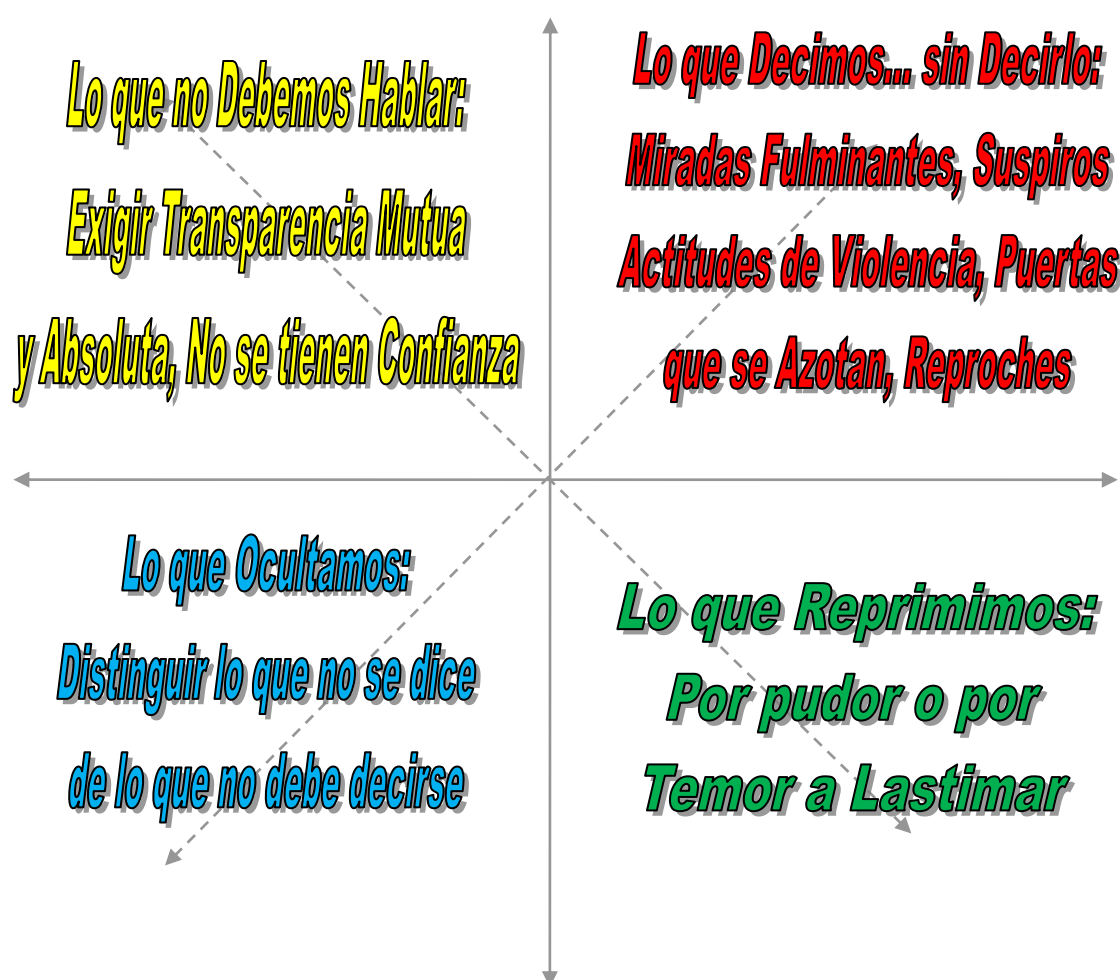 Lo que no Debemos Hablar:
Exigir Transparencia Mutua
y Absoluta, No se tienen Confianza
Lo que Decimos... sin Decirlo:
Miradas Fulminantes, Suspiros
Actitudes de Violencia, Puertas
que se Azotan, Reproches
Lo que Ocultamos:
Distinguir lo que no se dice
de lo que no debe decirse
Lo que Reprimimos:
Por pudor o por
Temor a Lastimar